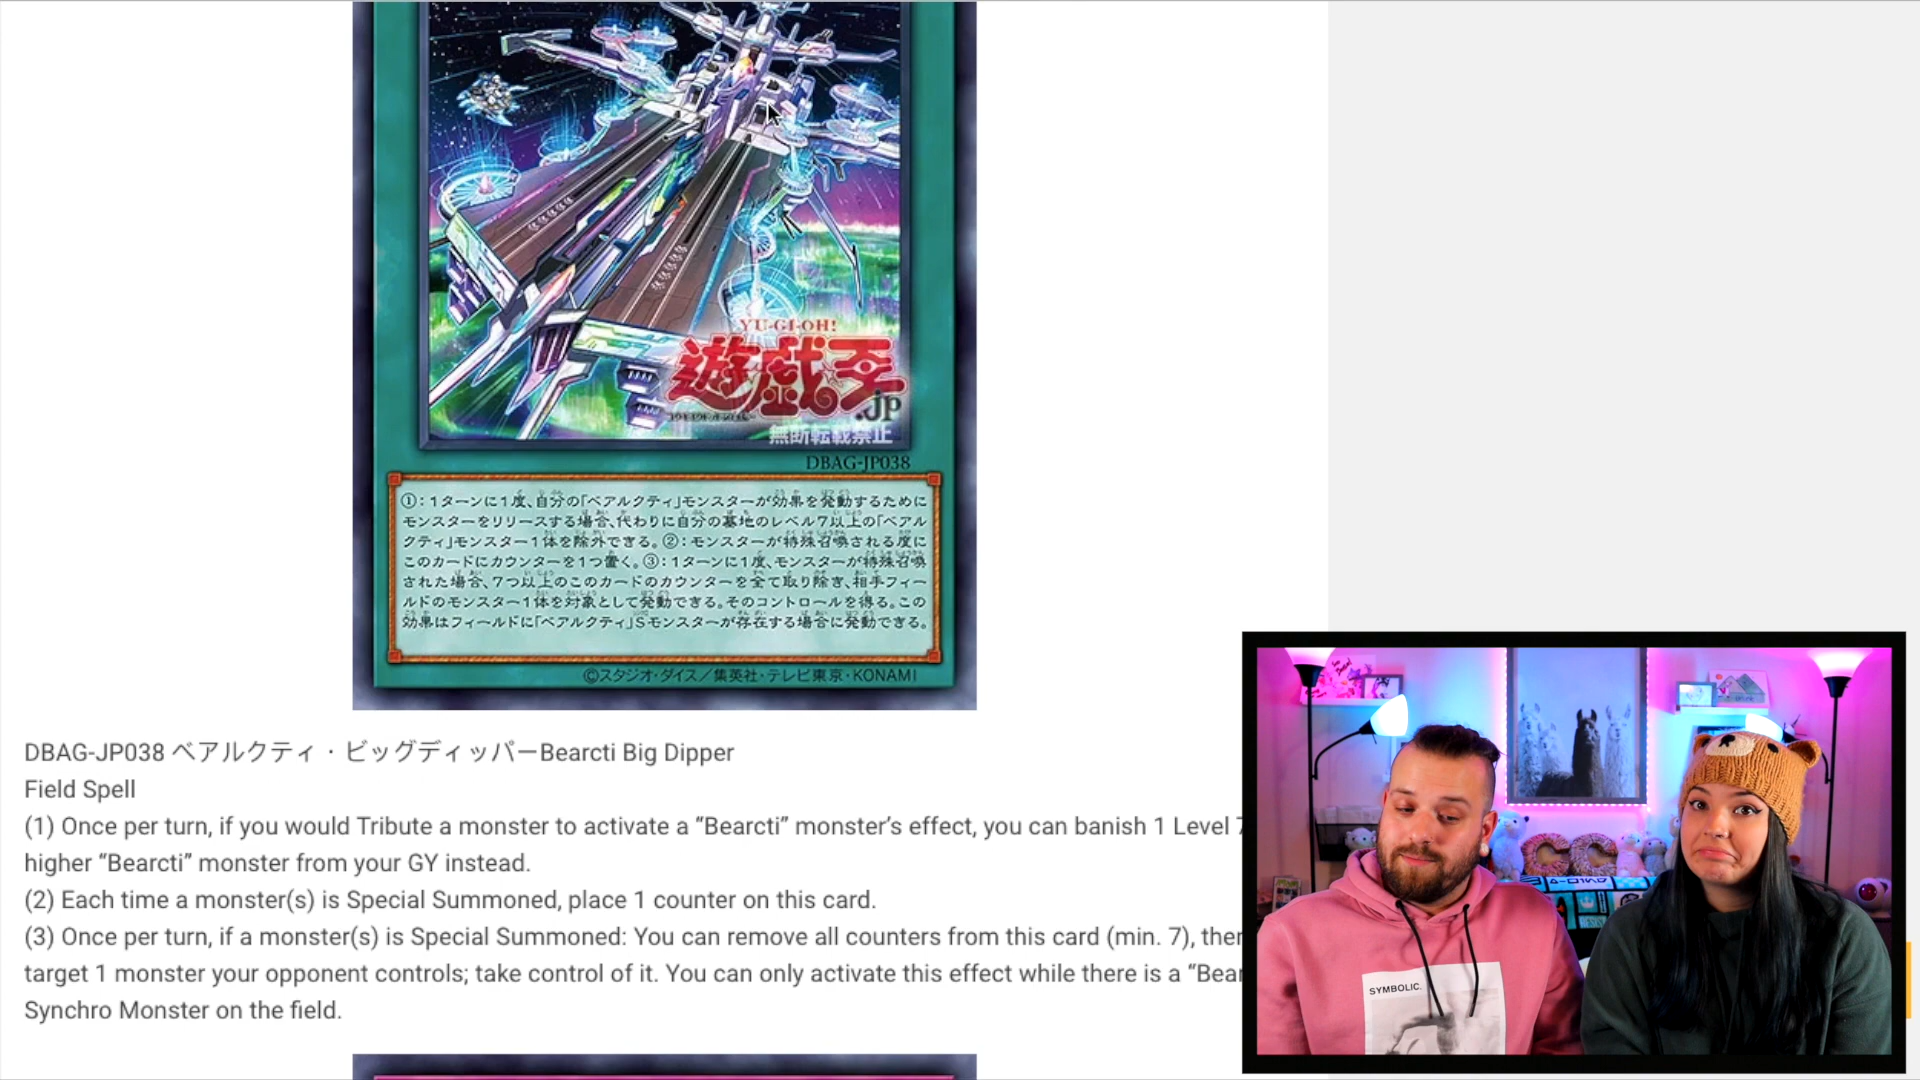 YU-GI-OH!
遊戯王
.jp
無断転載禁止
DBAG-JP038
①：1ターンに1度、自分の「ベアルクティ」モンスターが効果を発動するために
モンスターをリリースする場合、代わりに自分の墓地のレベル7以上の「ベアル
クティ」モンスター1体を除外できる。②：モンスターが特殊召喚される度に
このカードにカウンターを1つ置く。③：1ターンに1度、モンスターが特殊召喚
された場合、7つ以上のこのカードのカウンターを全て取り除き、相手フィー
ルドのモンスター1体を対象として発動できる。そのコントロールを得る。この
効果はフィールドに「ベアルクティ」Sモンスターが存在する場合に発動できる。
©スタジオ・ダイス／集英社・テレビ東京・KONAMI
DBAG-JP038 ベアルクティ・ビッグディッパーBearcti Big Dipper
Field Spell
(1) Once per turn, if you would Tribute a monster to activate a “Bearcti” monster’s effect, you can banish 1 Level 7
higher “Bearcti” monster from your GY instead.
(2) Each time a monster(s) is Special Summoned, place 1 counter on this card.
(3) Once per turn, if a monster(s) is Special Summoned: You can remove all counters from this card (min. 7), then
target 1 monster your opponent controls; take control of it. You can only activate this effect while there is a “Bear
Synchro Monster on the field.
SYMBOLIC.